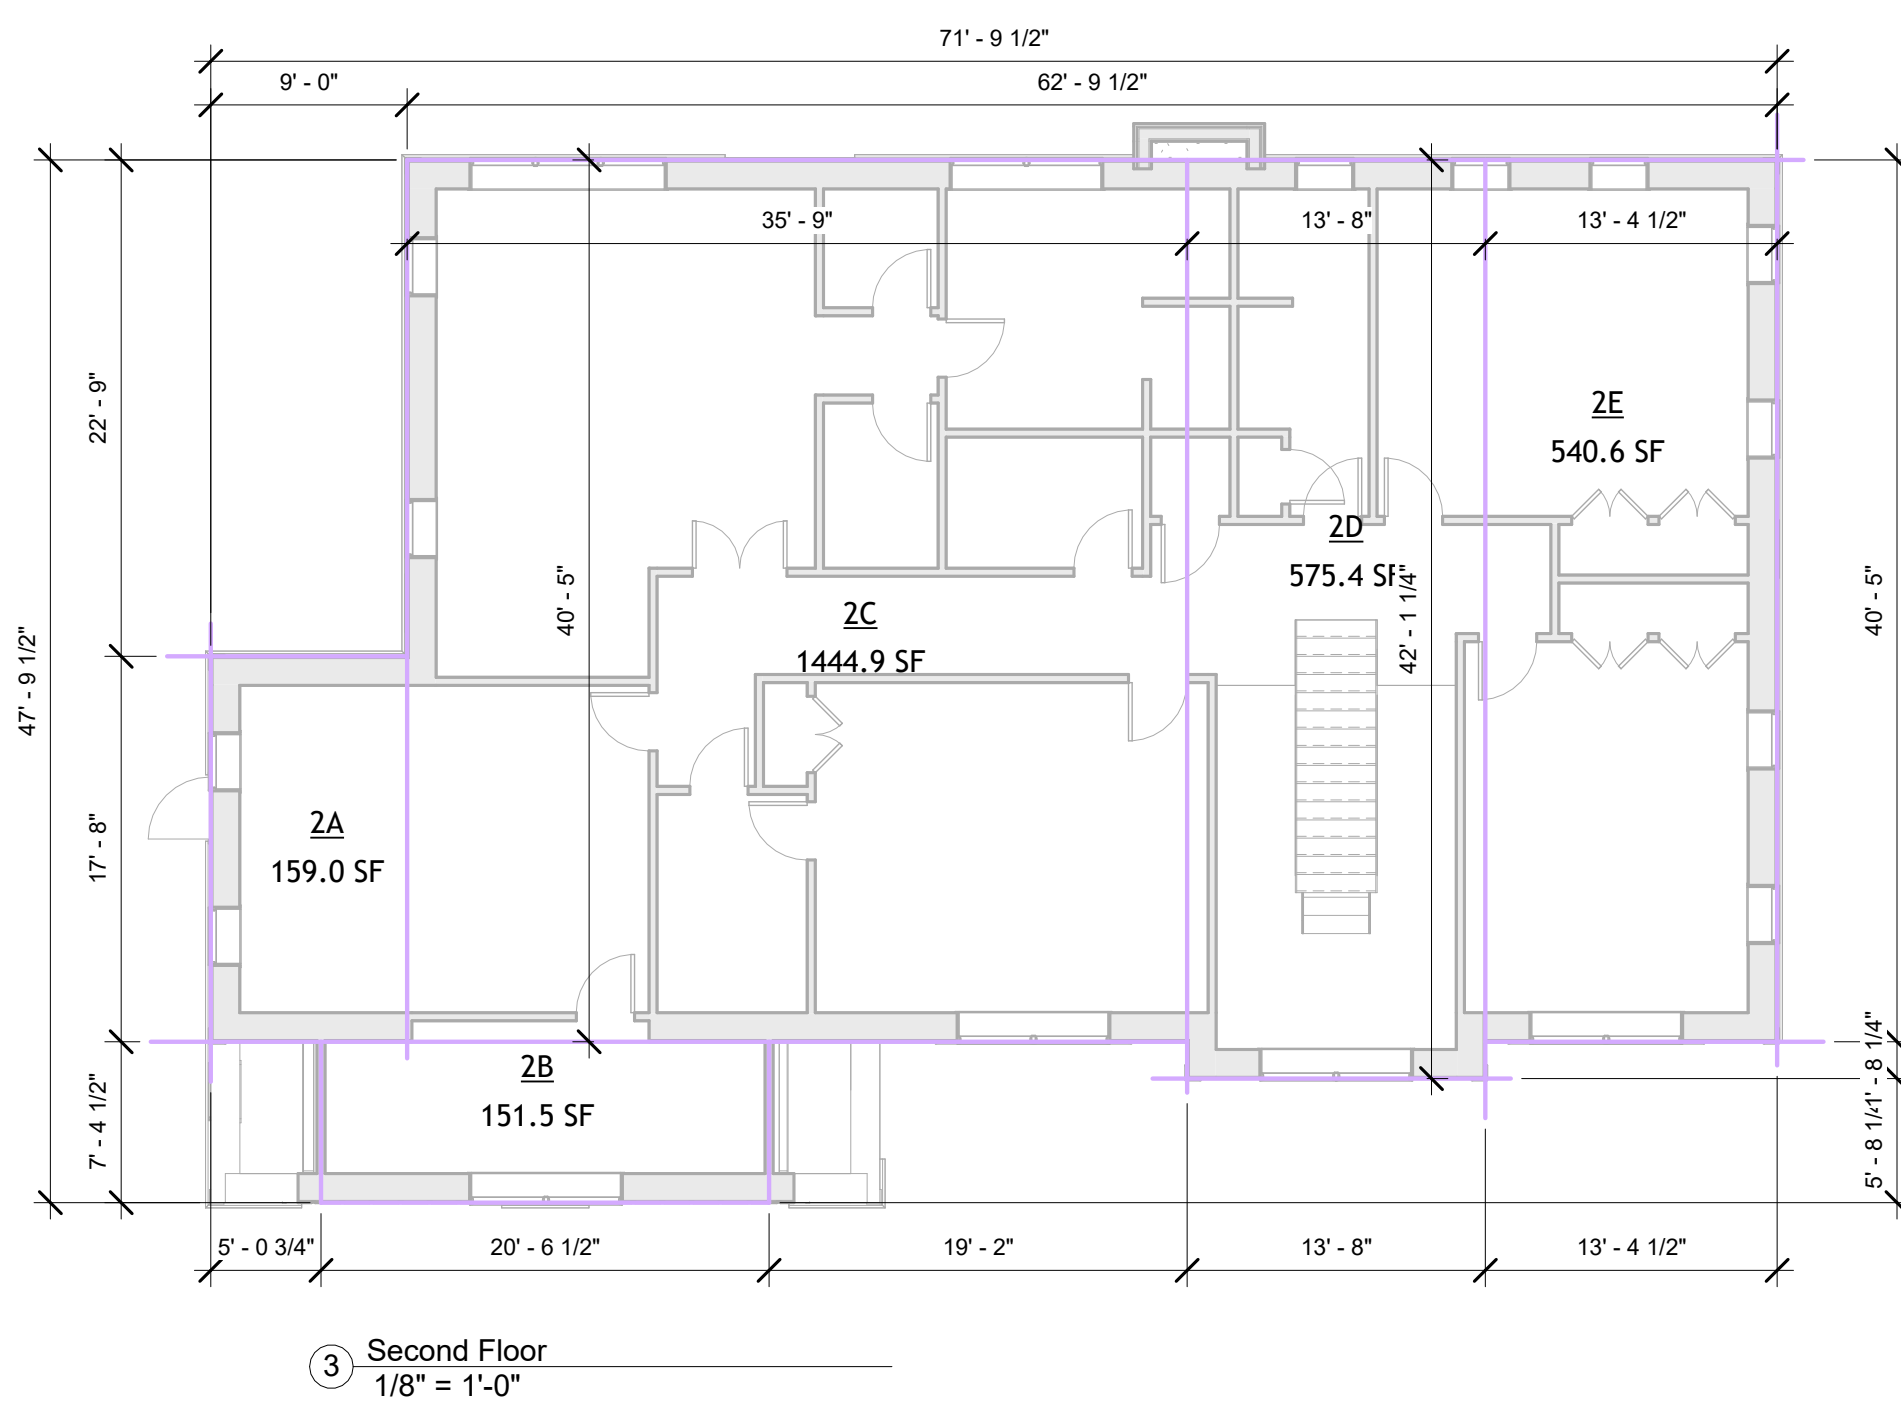 71' - 9 1/2"
9' - 0"
62' - 9 1/2"
35' - 9"
13' - 8"
13' - 4 1/2"
22' - 9"
47' - 9 1/2"
17' - 8"
7' - 4 1/2"
40' - 5"
42' - 1 1/4"
40' - 5"
1' - 8 1/4"
5' - 8 1/4"
2E
540.6 SF
2D
575.4 SF
2C
1444.9 SF
2A
159.0 SF
2B
151.5 SF
5' - 0 3/4"
20' - 6 1/2"
19' - 2"
13' - 8"
13' - 4 1/2"
3
Second Floor
1/8" = 1'-0"